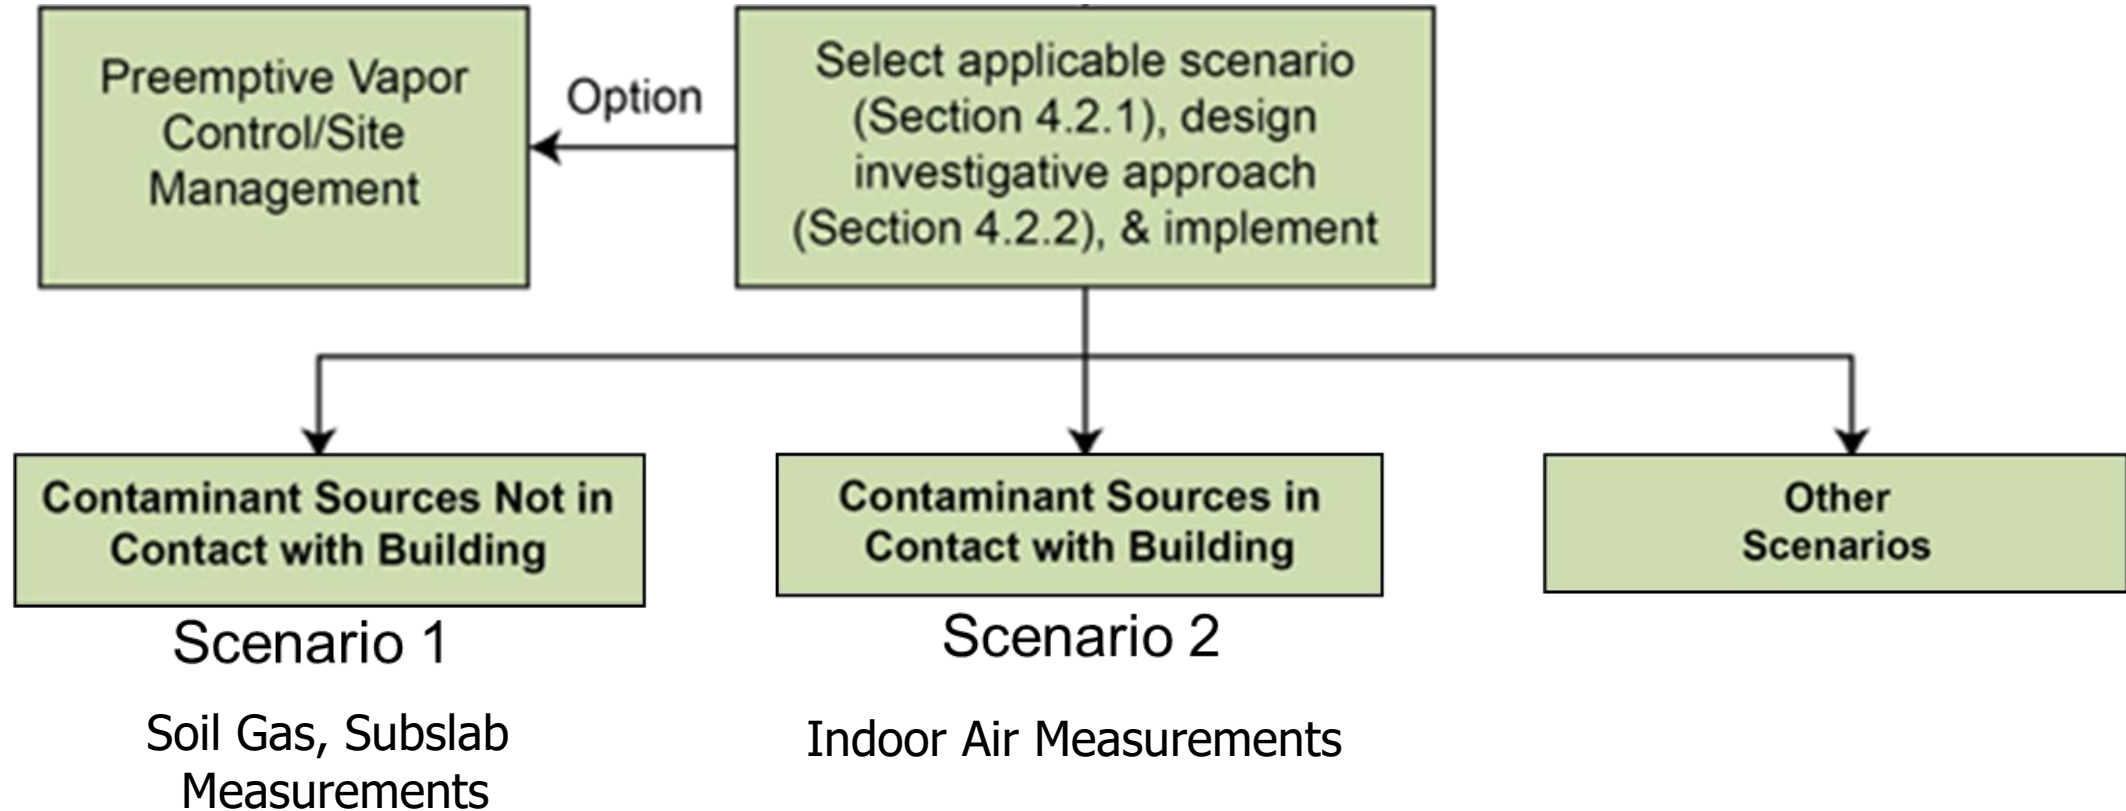 Preemptive Vapor
Control/Site
Management
Option
Select applicable scenario
(Section 4.2.1), design
investigative approach
(Section 4.2.2), & implement
Contaminant Sources Not in
Contact with Building
Scenario 1
Soil Gas, Subslab
Measurements
Contaminant Sources in
Contact with Building
Scenario 2
Indoor Air Measurements
Other
Scenarios